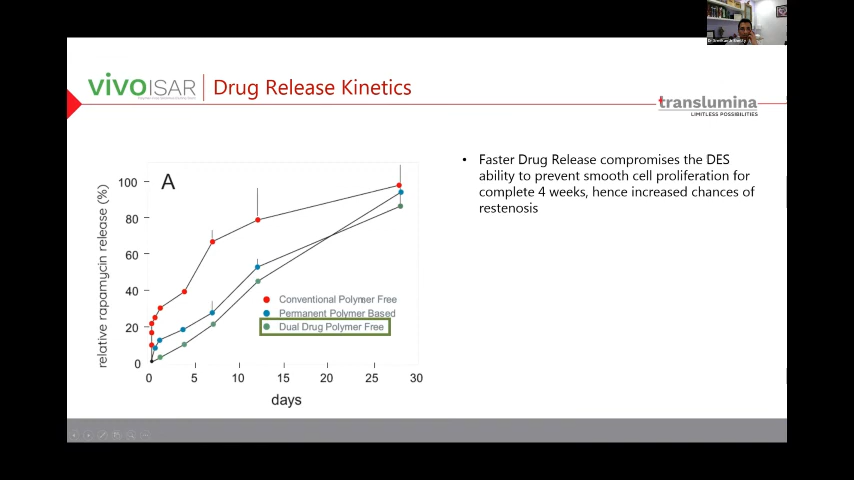 vivoISAR
Drug Release Kinetics
translumina
LIMITLESS POSSIBILITIES
• Faster Drug Release compromises the DES
ability to prevent smooth cell proliferation for
complete 4 weeks, hence increased chances of
restenosis
A
relative rapamycin release (%)
100
80
60
40
20
0
Conventional Polymer Free
Permanent Polymer Based
Dual Drug Polymer Free
0 5 10 15 20 25 30
days